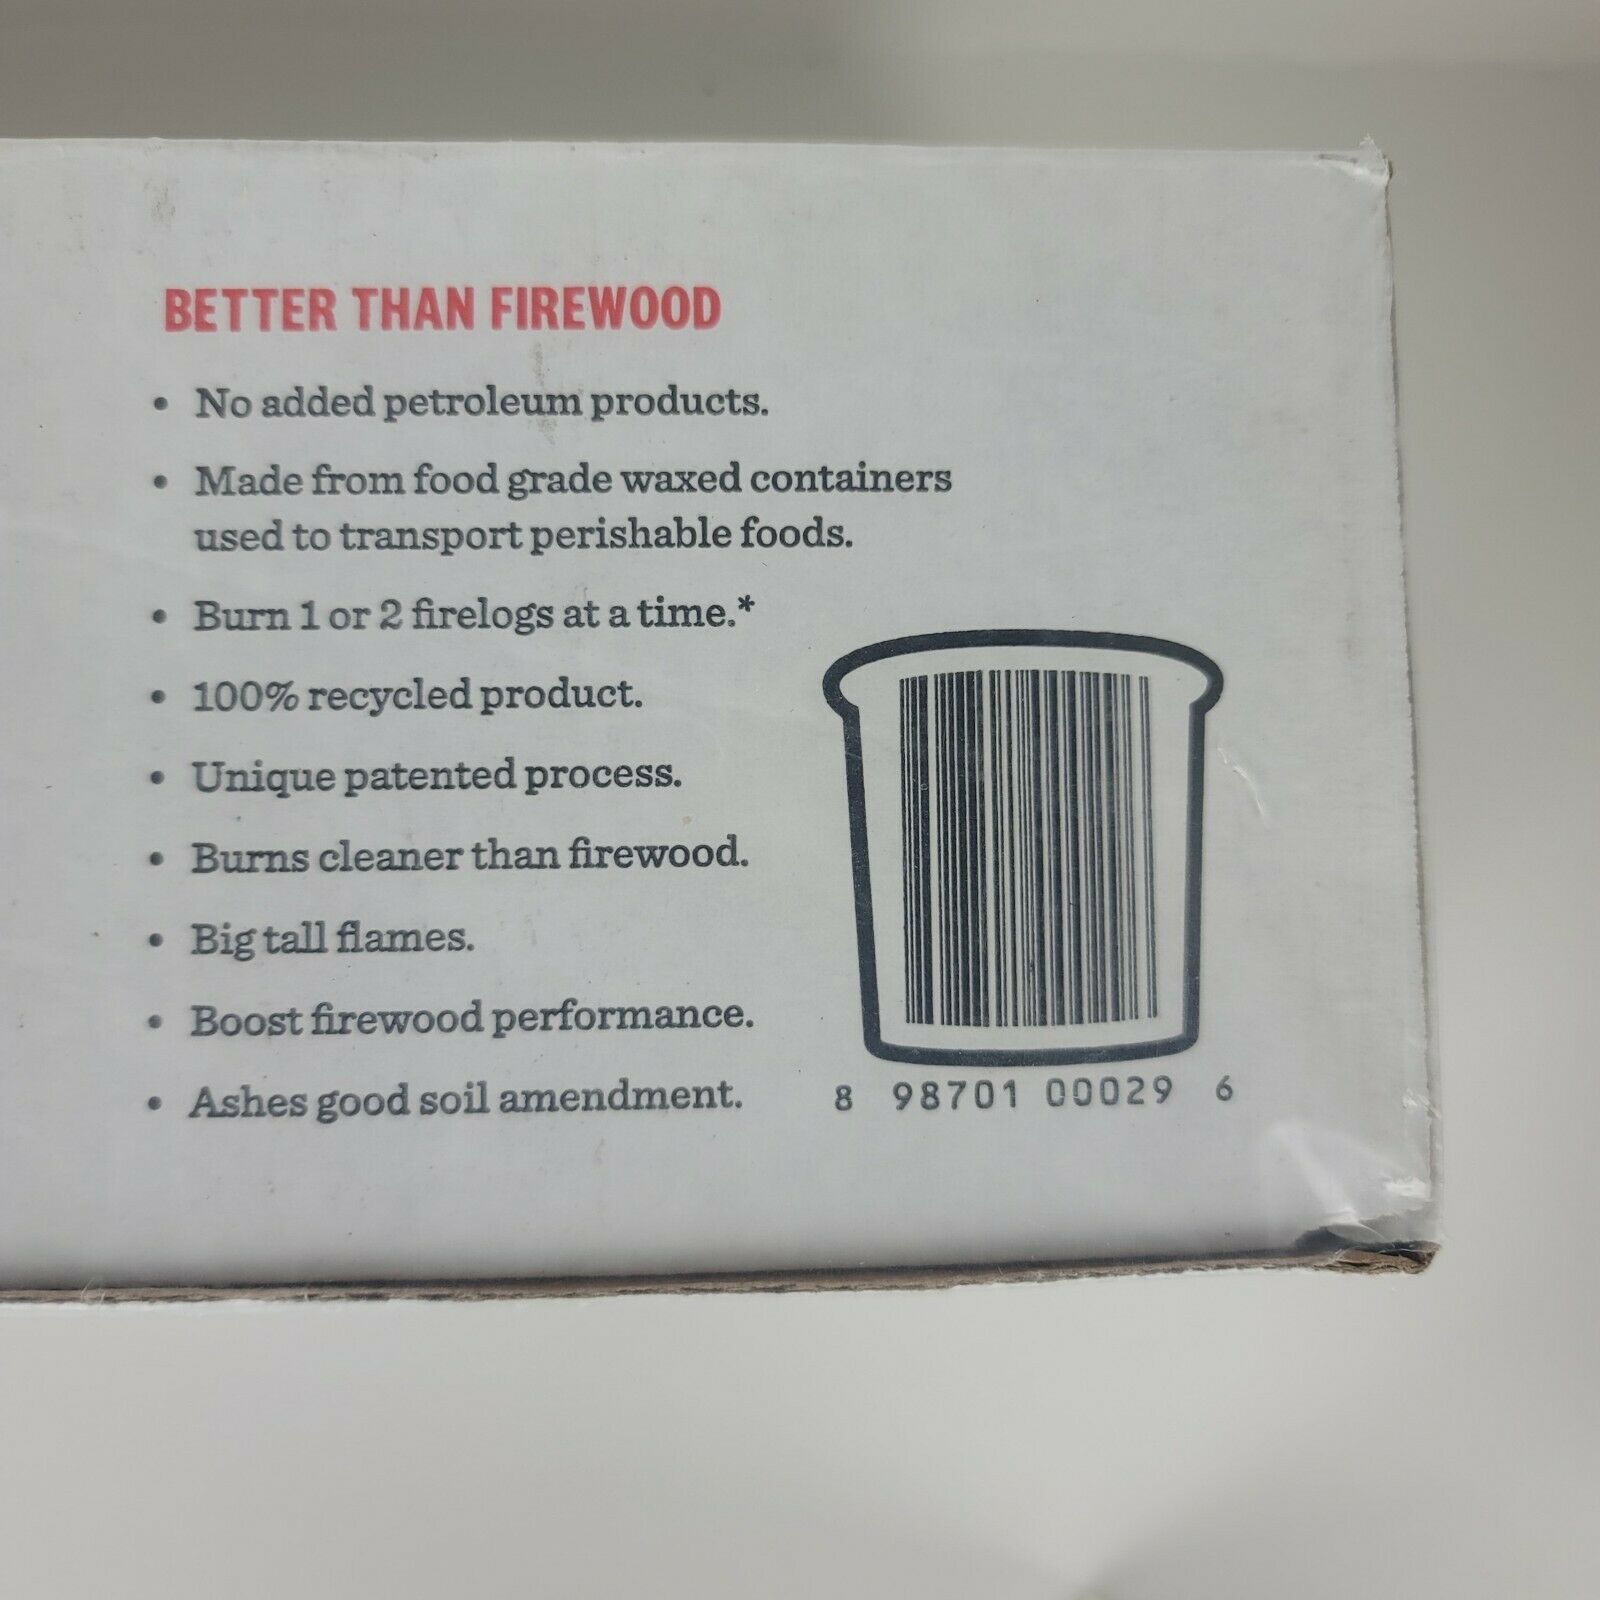 BETTER THAN FIREWOOD
• No added petroleum products.
• Made from food grade waxed containers
used to transport perishable foods.
• Burn 1 or 2 firelogs at a time.*
• 100% recycled product.
• Unique patented process.
• Burns cleaner than firewood.
• Big tall flames.
• Boost firewood performance.
• Ashes good soil amendment.
8 98701 00029 6